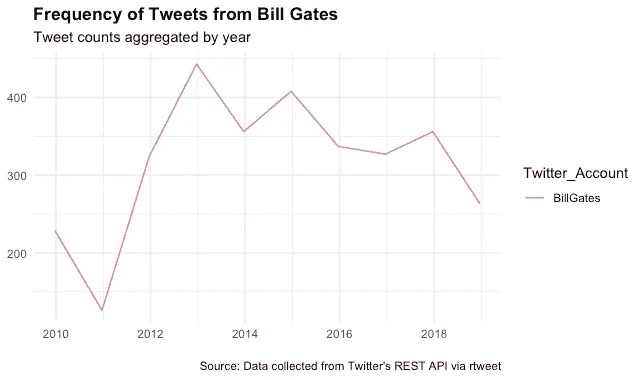 Frequency of Tweets from Bill Gates
Tweet counts aggregated by year
400
300
200
2010 2012 2014 2016 2018
Twitter_Account
BillGates
Source: Data collected from Twitter's REST API via rtweet